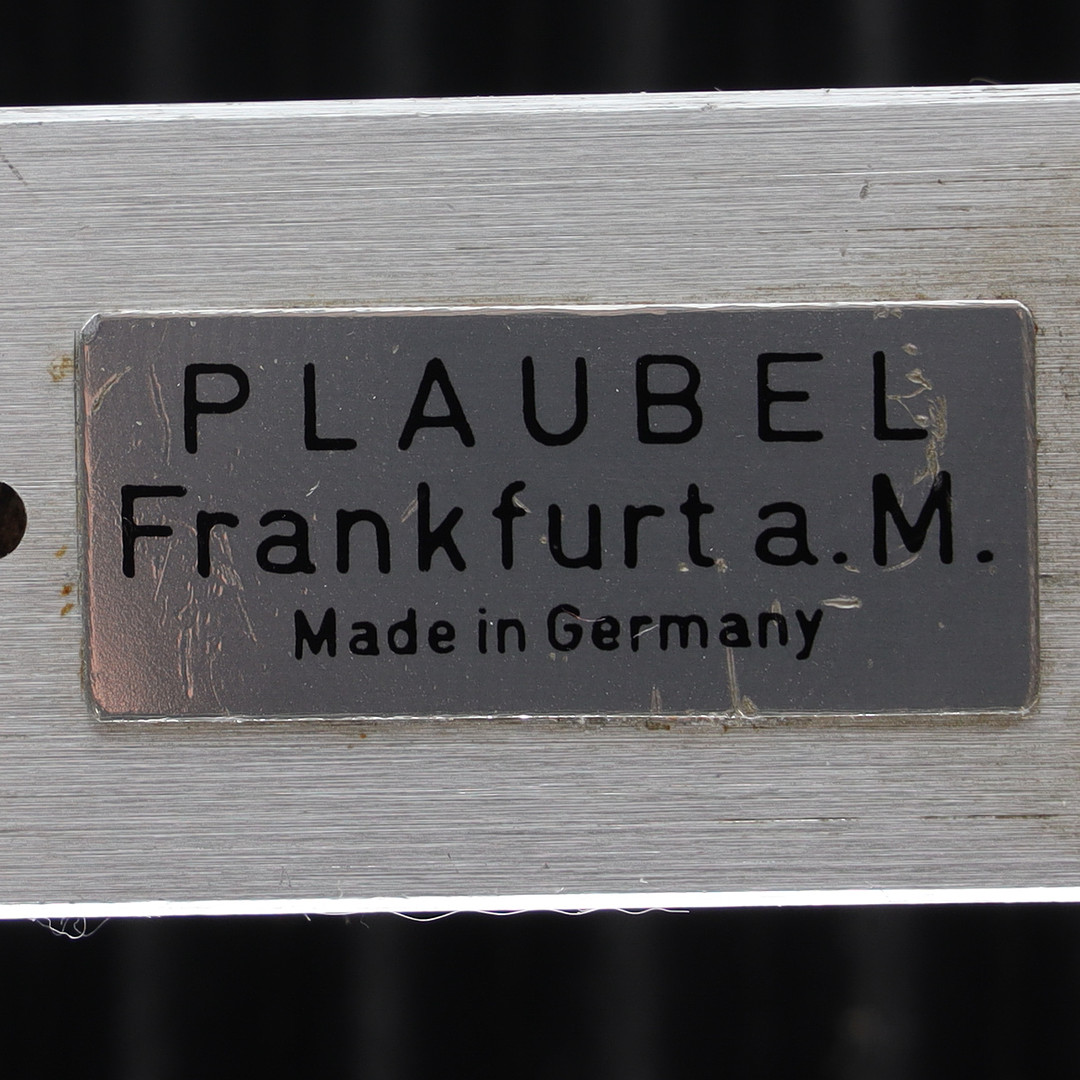 PLAUBEL
Frankfurt a.M.
Made in Germany